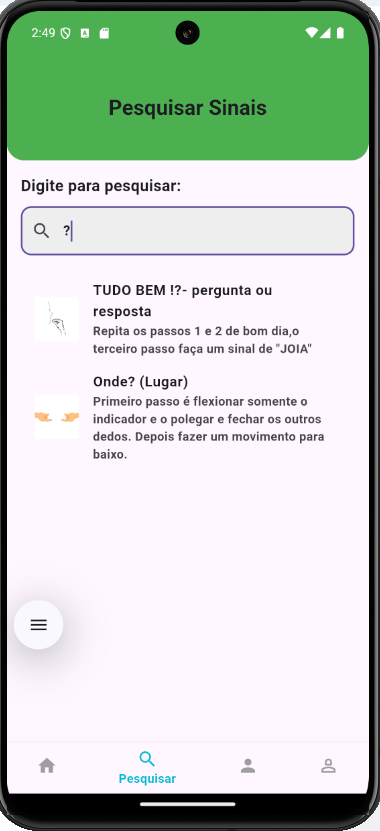 2:49
Pesquisar Sinais
Digite para pesquisar:
?
TUDO BEM !?- pergunta ou
resposta
Repita os passos 1 e 2 de bom dia,o
terceiro passo faça um sinal de "JOIA"
Onde? (Lugar)
Primeiro passo é flexionar somente o
indicador e o polegar e fechar os outros
dedos. Depois fazer um movimento para
baixo.
Pesquisar